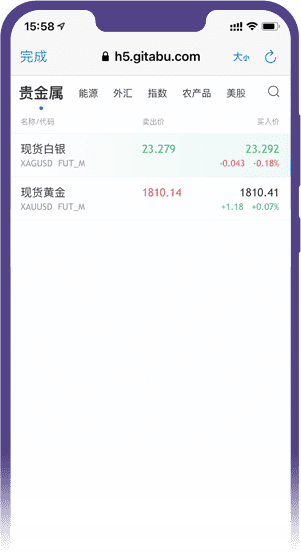 15:58
完成 h5.gitabu.com 大小
贵金属 能源 外汇 指数 农产品 美股
名称/代码 卖出价 买入价
现货白银 23.279 23.292
XAGUSD FUT_M -0.043 -0.18%
现货黄金 1810.14 1810.41
XAUUSD FUT_M +1.18 +0.07%